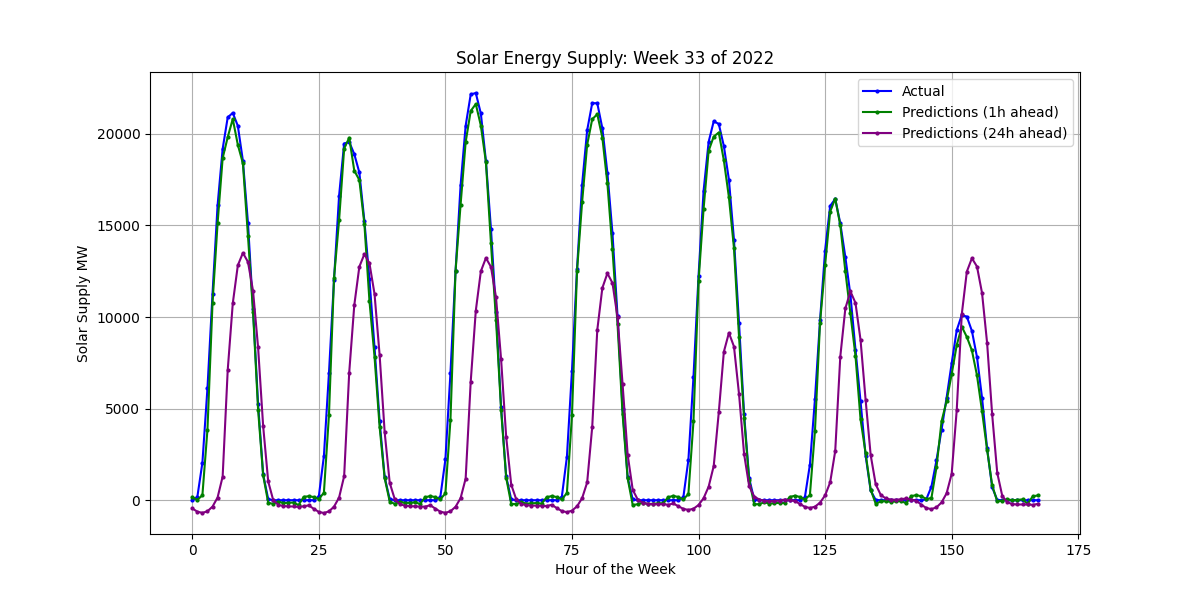 Solar Energy Supply: Week 33 of 2022
Actual
Predictions (1h ahead)
Predictions (24h ahead)
Solar Supply MW
20000
15000
10000
5000
0
0 25 50 75 100 125 150 175
Hour of the Week